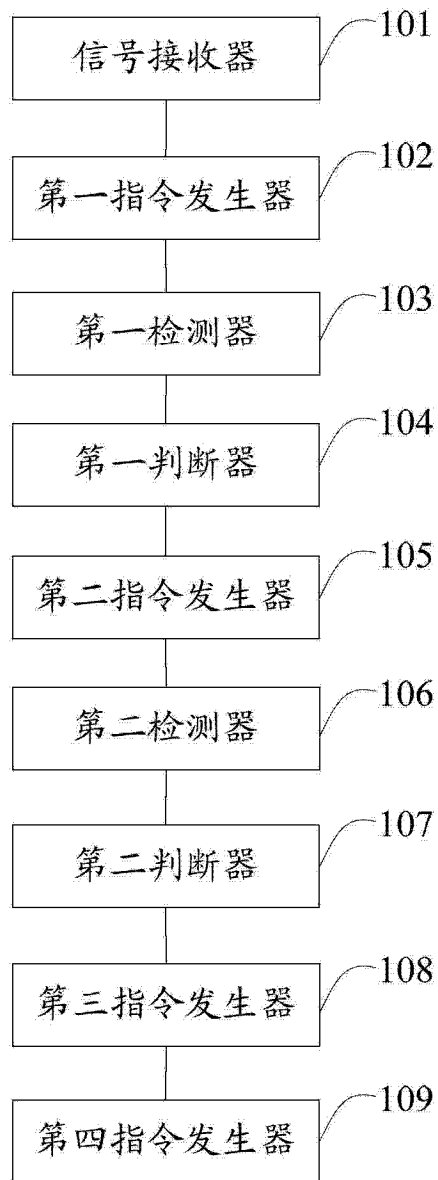 信号接收器
101
第一指令发生器
102
第一检测器
103
第一判断器
104
第二指令发生器
105
第二检测器
106
第二判断器
107
第三指令发生器
108
第四指令发生器
109